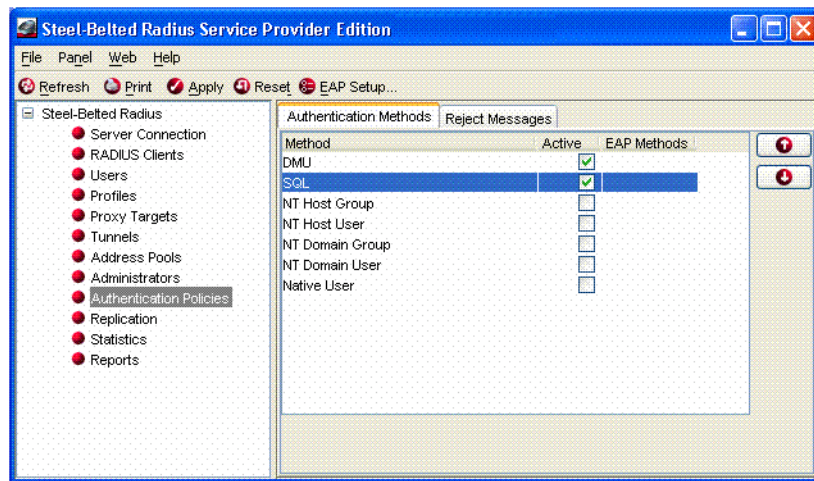 Steel-Belted Radius Service Provider Edition
File Panel Web Help
Refresh Print Apply Reset EAP Setup...
Steel-Belted Radius
Server Connection
RADIUS Clients
Users
Profiles
Proxy Targets
Tunnels
Address Pools
Administrators
Authentication Policies
Replication
Statistics
Reports
Authentication Methods Reject Messages
Method Active EAP Methods
DMU
SQL
NT Host Group
NT Host User
NT Domain Group
NT Domain User
Native User